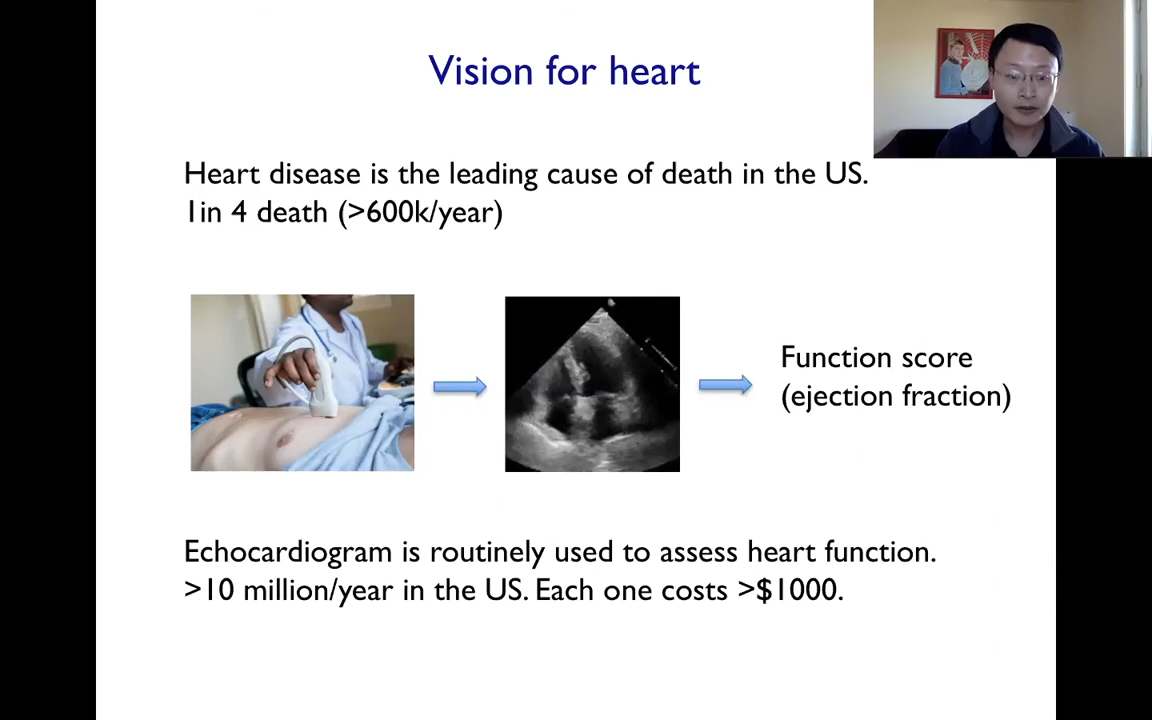 Vision for heart
Heart disease is the leading cause of death in the US.
1in 4 death (>600k/year)
Function score
(ejection fraction)
Echocardiogram is routinely used to assess heart function.
>10 million/year in the US. Each one costs >$1000.